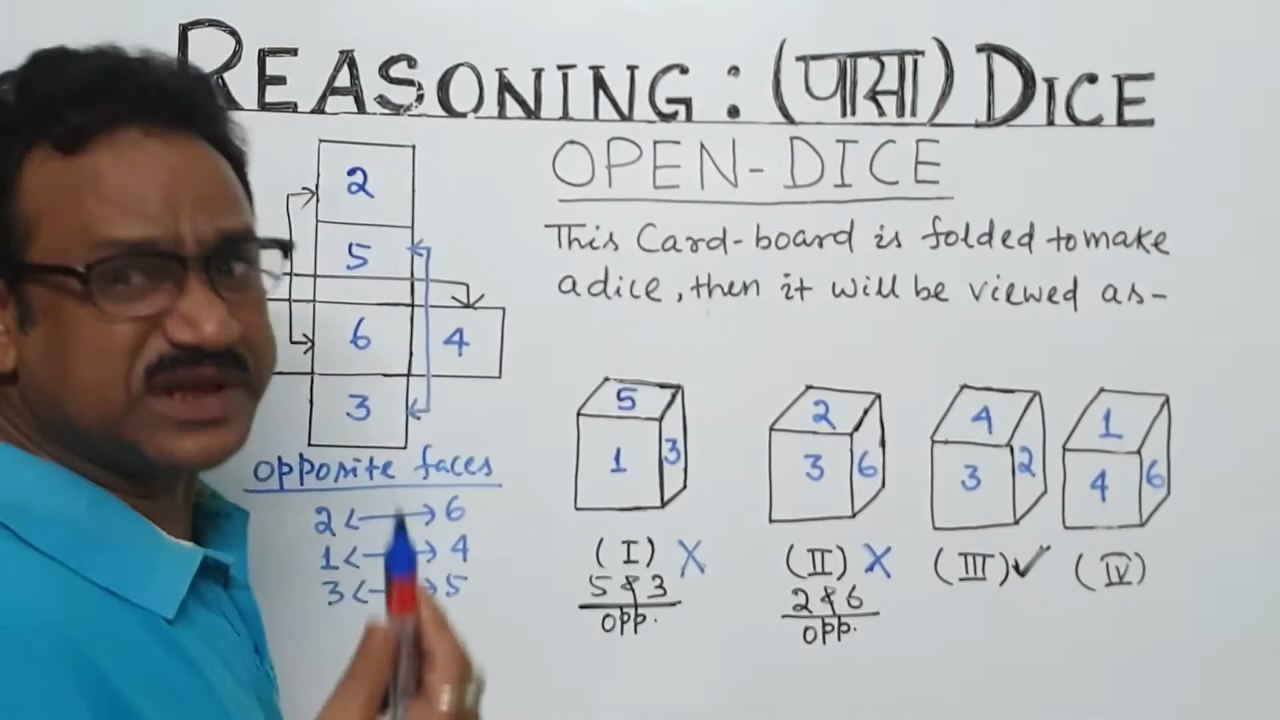 REASONING : (पासा) DICE
OPEN-DICE
This Card-board is folded to make
a dice, then it will be viewed as-
2
5
6 4
3
opposite faces
2 <—> 6
1 <—> 4
3 <—> 5
5
1 3
(I) X
5 & 3
opp.
2
3 6
(II) X
2 & 6
opp.
4
3 2
(III) ✓
1
4 6
(IV)